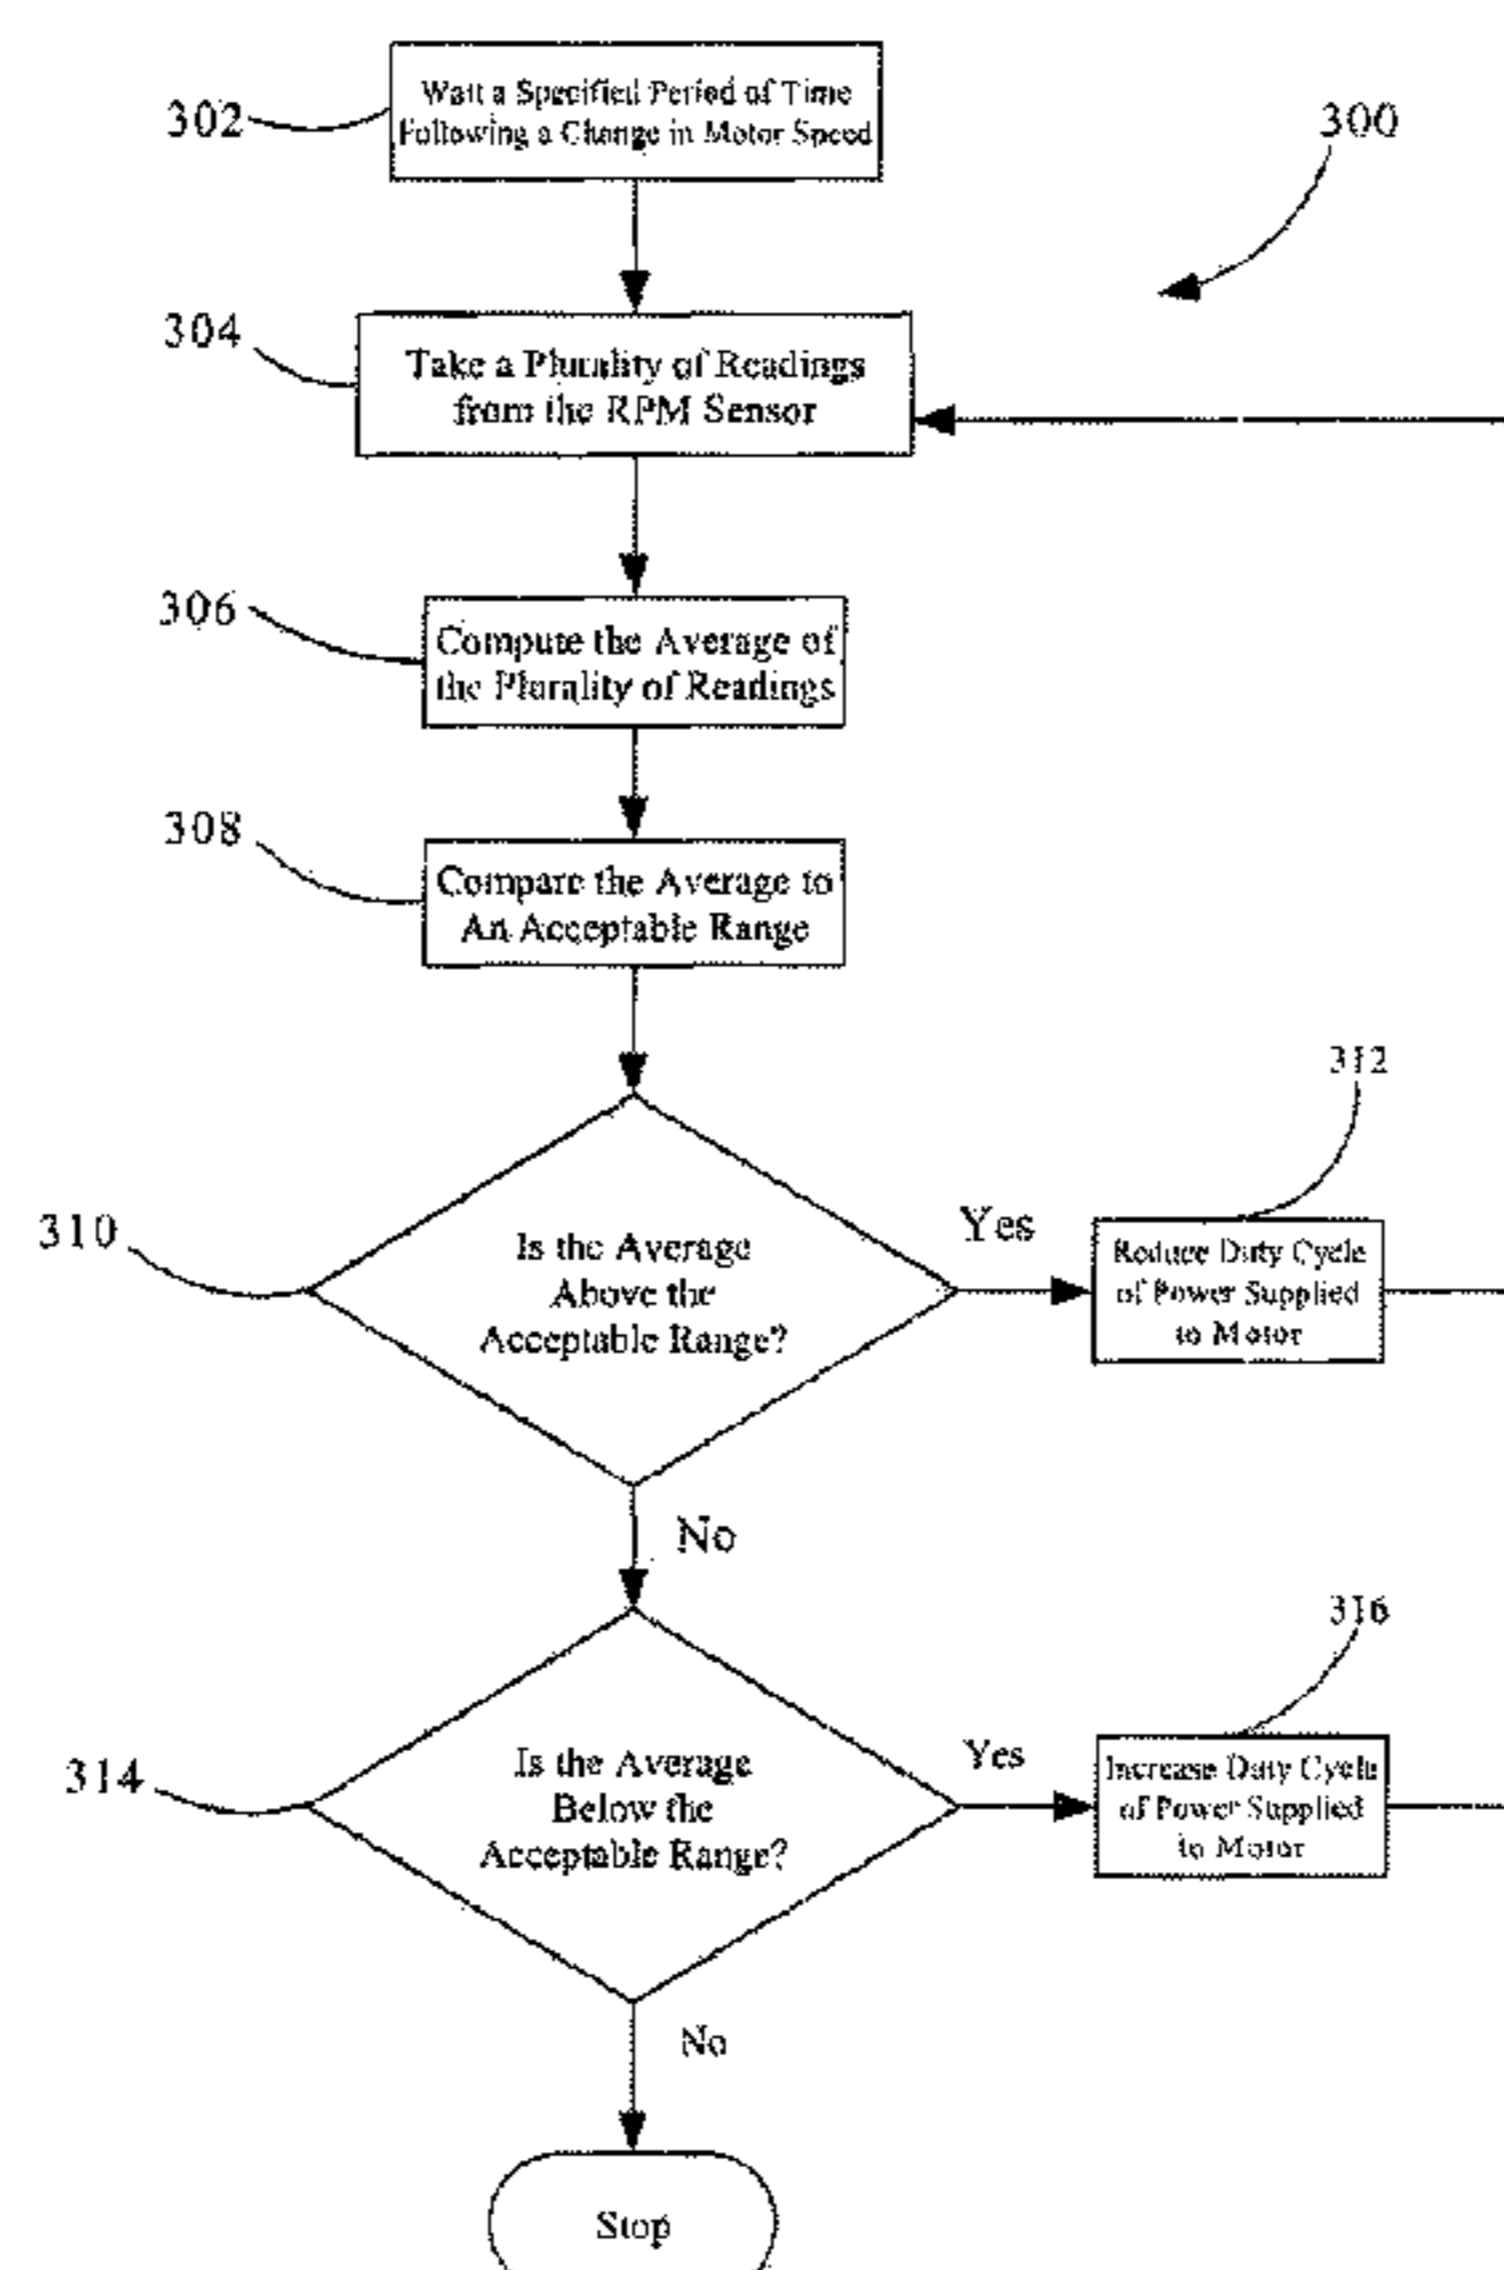 302
Wait a Specified Period of Time
Following a Change in Motor Speed
300
304
Take a Plurality of Readings
from the RPM Sensor
306
Compute the Average of
the Plurality of Readings
308
Compare the Average to
An Acceptable Range
310
Is the Average
Above the
Acceptable Range?
Yes
312
Reduce Duty Cycle
of Power Supplied
to Motor
No
314
Is the Average
Below the
Acceptable Range?
Yes
316
Increase Duty Cycle
of Power Supplied
to Motor
No
Stop